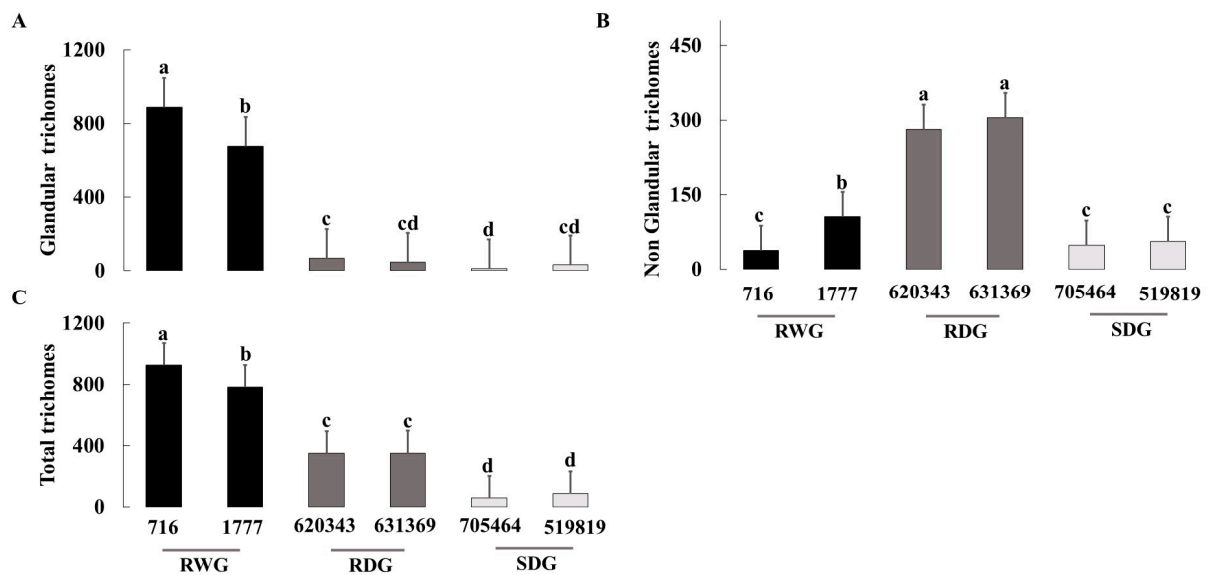 A
Glandular trichomes
1200
800
400
0
a
b
c
cd
d
cd
B
Non Glandular trichomes
450
300
150
0
c
b
a
a
c
c
716 1777 620343 631369 705464 519819
RWG RDG SDG
C
Total trichomes
1200
800
400
0
a
b
c
c
d
d
716 1777 620343 631369 705464 519819
RWG RDG SDG